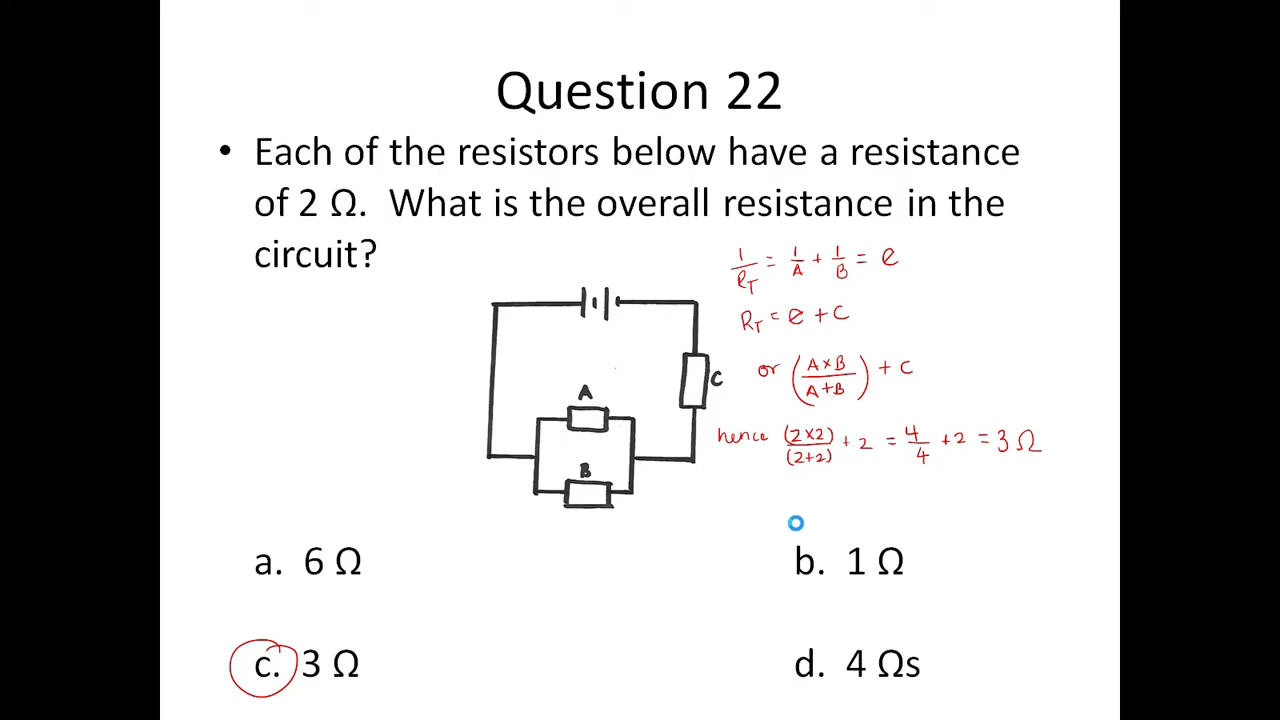 Question 22
• Each of the resistors below have a resistance
of 2 Ω. What is the overall resistance in the
circuit?
1/R_T = 1/A + 1/B = e
R_T = e + C
or (A×B / A+B) + C
hence (2×2)/(2+2) + 2 = 4/4 + 2 = 3 Ω
A
B
C
a. 6 Ω
b. 1 Ω
c. 3 Ω
d. 4 Ωs